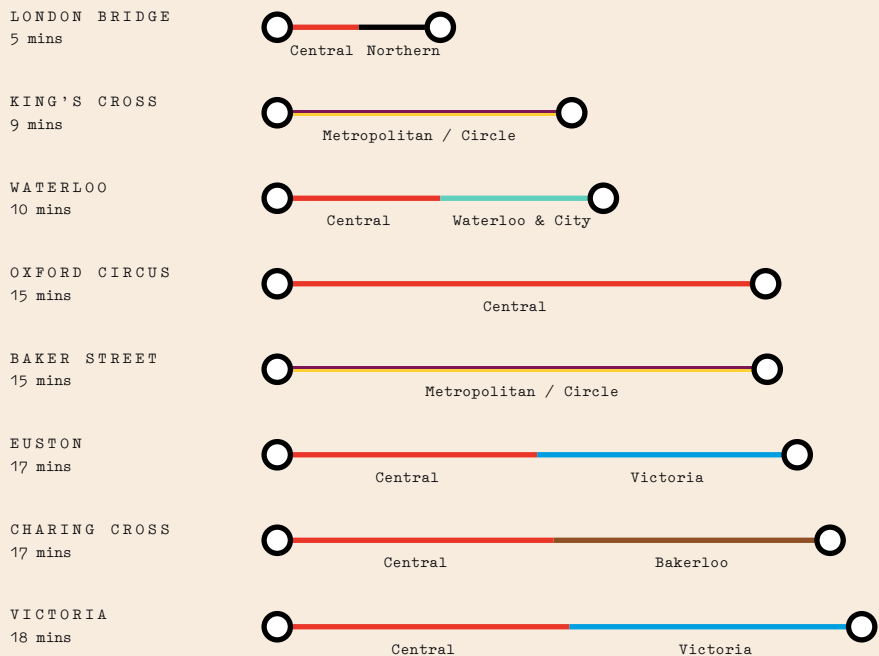 LONDON BRIDGE
5 mins
Central Northern
KING'S CROSS
9 mins
Metropolitan / Circle
WATERLOO
10 mins
Central Waterloo & City
OXFORD CIRCUS
15 mins
Central
BAKER STREET
15 mins
Metropolitan / Circle
EUSTON
17 mins
Central Victoria
CHARING CROSS
17 mins
Central Bakerloo
VICTORIA
18 mins
Central Victoria